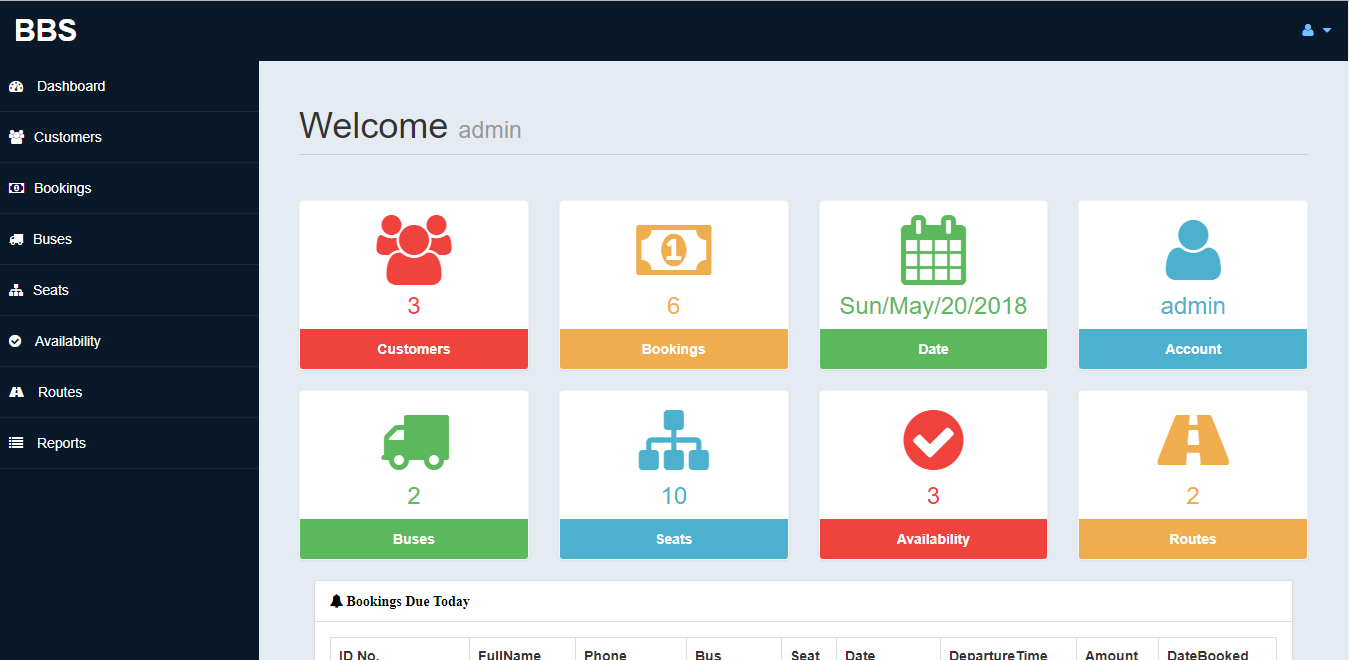 BBS
Dashboard
Customers
Bookings
Buses
Seats
Availability
Routes
Reports
Welcome admin
3
Customers
1
6
Bookings
Sun/May/20/2018
Date
admin
Account
2
Buses
10
Seats
3
Availability
2
Routes
Bookings Due Today
ID No. FullName Phone Bus Seat Date DepartureTime Amount DateBooked